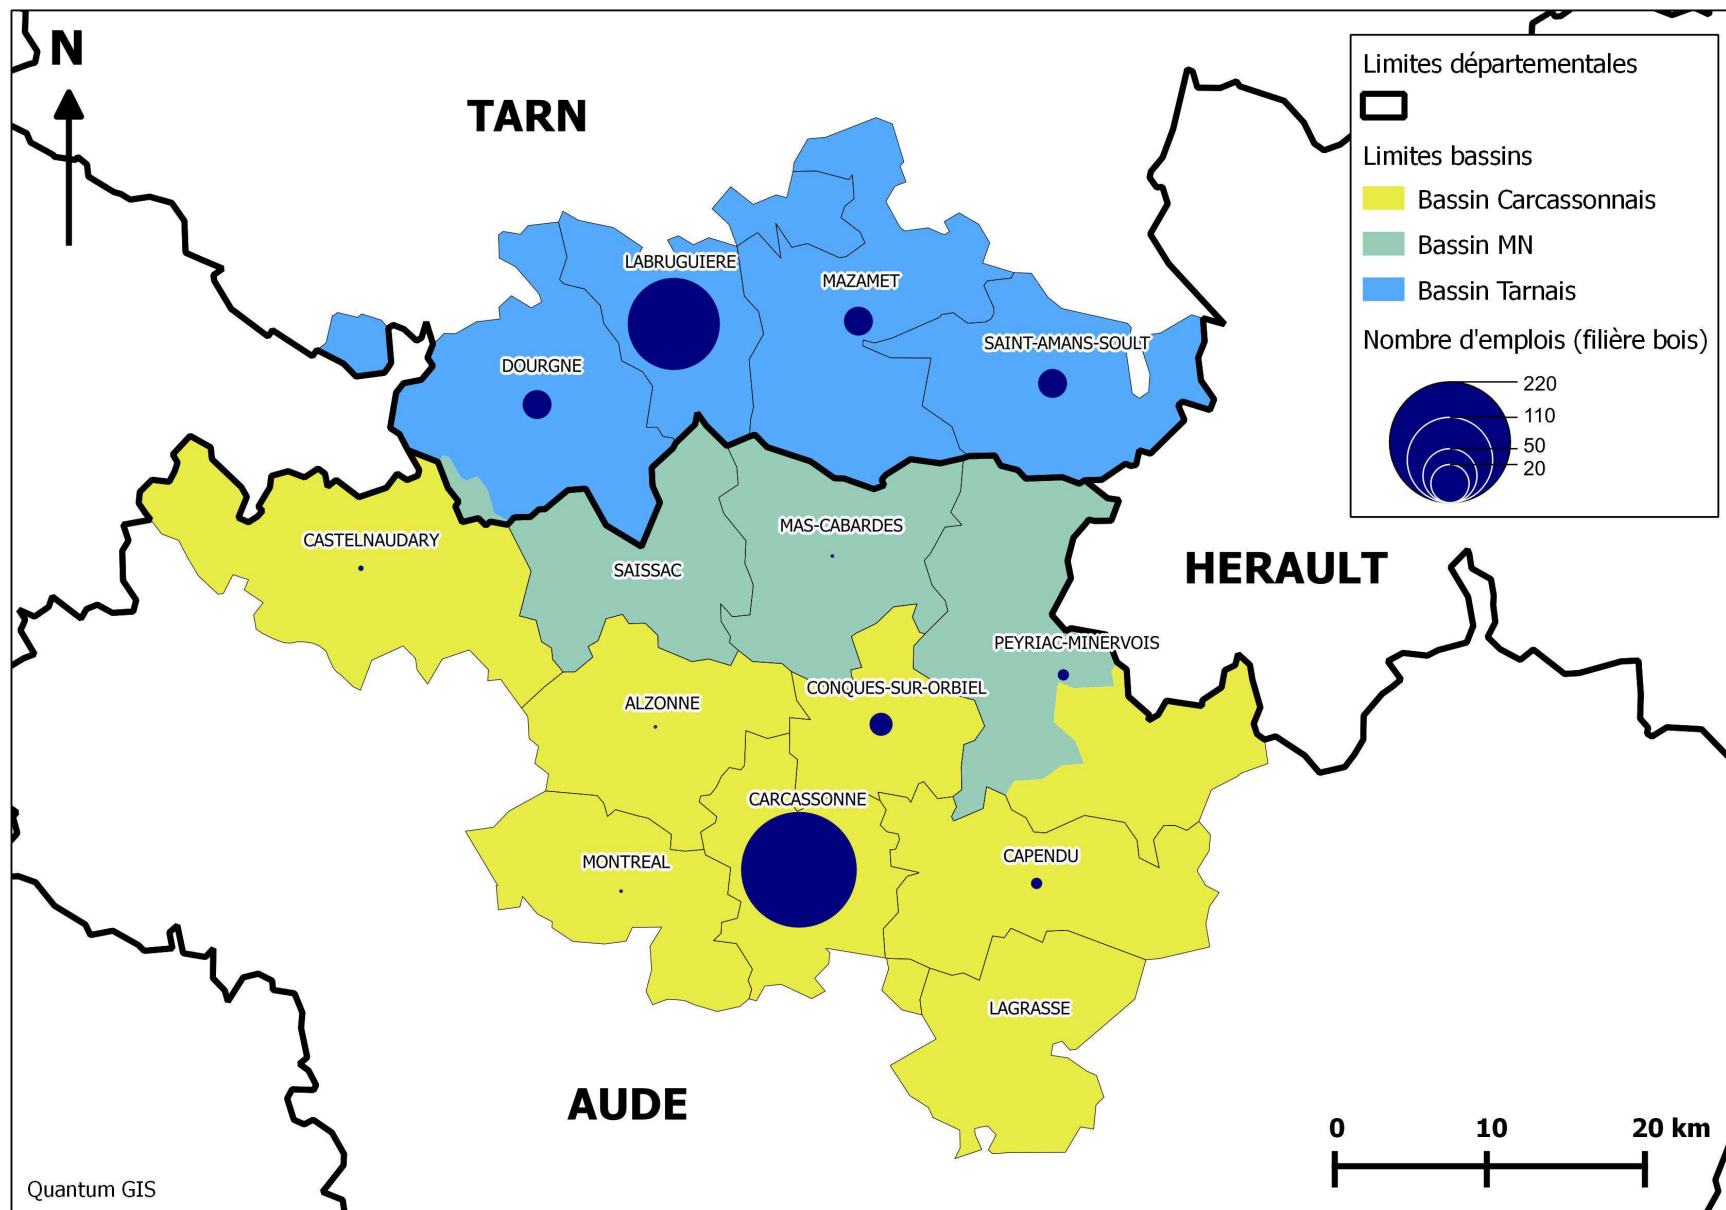 N
TARN
LABRUGUIERE
MAZAMET
SAINT-AMANS-SOULT
DOURGNE
CASTELNAUDARY
SAISSAC
MAS-CABARDES
HERAULT
PEYRIAC-MINERVOIS
CONQUES-SUR-ORBIEL
ALZONNE
CARCASSONNE
MONTREAL
CAPENDU
LAGRASSE
AUDE
Limites départementales
Limites bassins
Bassin Carcassonnais
Bassin MN
Bassin Tarnais
Nombre d'emplois (filière bois)
220
110
50
20
0 10 20 km
Quantum GIS